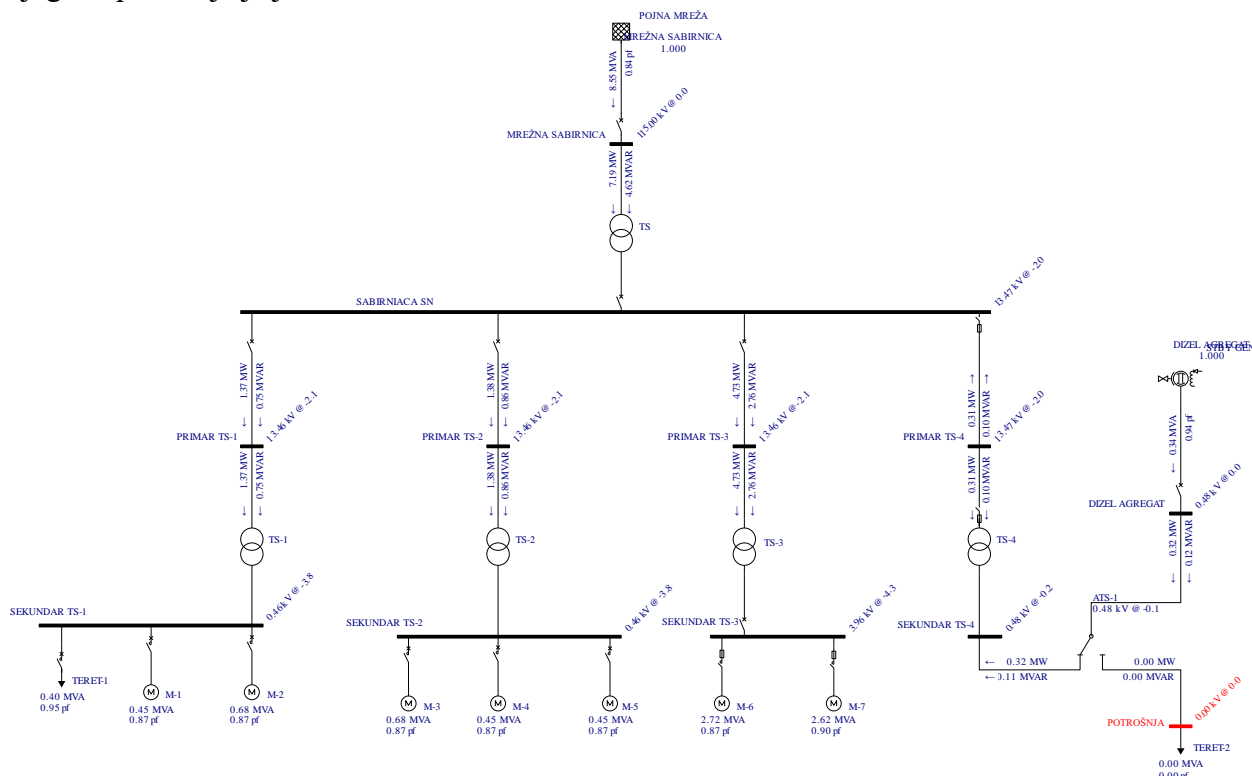 POJNA MREŽA
MREŽNA SABIRNICA
1.000
← 8.55 MVA
0.84 pf
115.00 kV @ 0.0
MREŽNA SABIRNICA
← 7.19 MW
← 4.62 MVAR
TS
SABIRNIACA SN
13.47 kV @ -2.0
← 1.37 MW
← 0.75 MVAR
← 1.38 MW
← 0.86 MVAR
← 4.73 MW
← 2.76 MVAR
0.31 MW →
0.10 MVAR →
DIZEL AGREGAT
STBY GEN
1.000
← 0.34 MVA
0.94 pf
PRIMAR TS-1
13.46 kV @ -2.1
PRIMAR TS-2
13.46 kV @ -2.1
PRIMAR TS-3
13.46 kV @ -2.1
PRIMAR TS-4
13.47 kV @ -2.0
← 1.37 MW
← 0.75 MVAR
← 1.38 MW
← 0.86 MVAR
← 4.73 MW
← 2.76 MVAR
← 0.31 MW
← 0.10 MVAR
DIZEL AGREGAT
0.48 kV @ 0.0
← 0.32 MW
← 0.12 MVAR
TS-1
TS-2
TS-3
TS-4
ATS-1
0.48 kV @ -0.1
SEKUNDAR TS-1
0.46 kV @ -3.8
SEKUNDAR TS-2
0.46 kV @ -3.8
SEKUNDAR TS-3
3.96 kV @ -4.3
SEKUNDAR TS-4
0.48 kV @ -0.2
← 0.32 MW
← 0.11 MVAR
0.00 MW
0.00 MVAR
TERET-1
0.40 MVA
0.95 pf
M
M-1
0.45 MVA
0.87 pf
M
M-2
0.68 MVA
0.87 pf
M
M-3
0.68 MVA
0.87 pf
M
M-4
0.45 MVA
0.87 pf
M
M-5
0.45 MVA
0.87 pf
M
M-6
2.72 MVA
0.87 pf
M
M-7
2.62 MVA
0.90 pf
POTROŠNJA
0.00 kV @ 0.0
TERET-2
0.00 MVA
0.00 pf